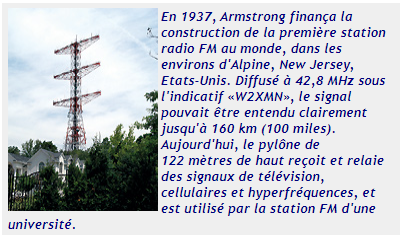 En 1937, Armstrong finança la
construction de la première station
radio FM au monde, dans les
environs d'Alpine, New Jersey,
Etats-Unis. Diffusé à 42,8 MHz sous
l'indicatif «W2XMN», le signal
pouvait être entendu clairement
jusqu'à 160 km (100 miles).
Aujourd'hui, le pylône de
122 mètres de haut reçoit et relaie
des signaux de télévision,
cellulaires et hyperfréquences, et
est utilisé par la station FM d'une
université.